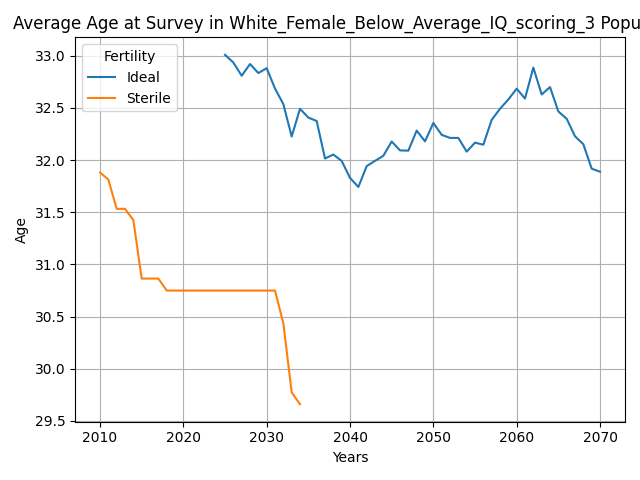 Average Age at Survey in White_Female_Below_Average_IQ_scoring_3 Popu
Fertility
Ideal
Sterile
33.0
32.5
32.0
31.5
31.0
30.5
30.0
29.5
Age
2010 2020 2030 2040 2050 2060 2070
Years